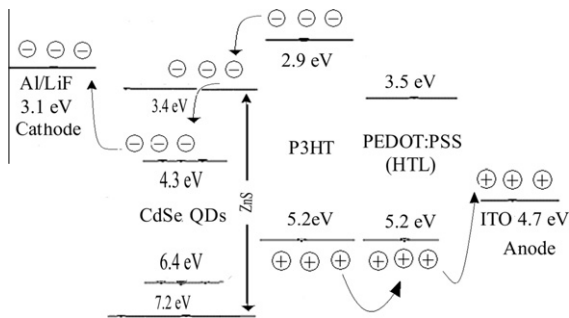 2.9 eV
Al/LiF
3.1 eV
Cathode
3.4 eV
3.5 eV
PEDOT:PSS
(HTL)
P3HT
4.3 eV
ZnS
CdSe QDs
5.2eV
5.2 eV
ITO 4.7 eV
Anode
6.4 eV
7.2 eV